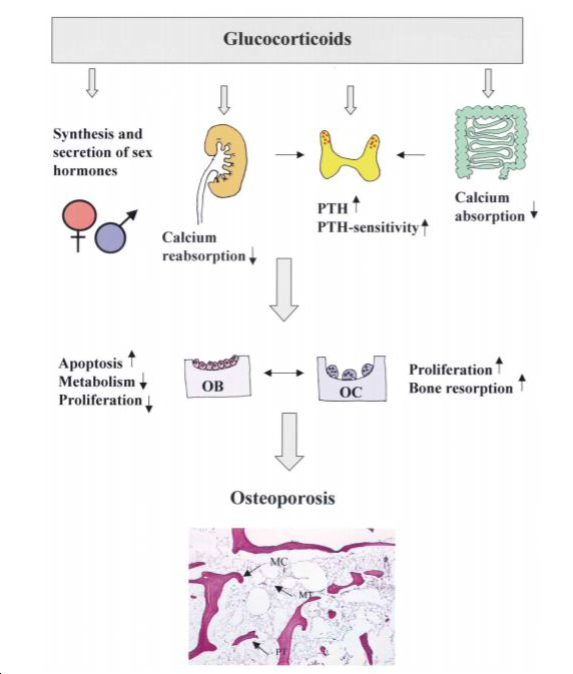 Glucocorticoids
Synthesis and
secretion of sex
hormones
Calcium
reabsorption ↓
PTH ↑
PTH-sensitivity ↑
Calcium
absorption ↓
Apoptosis ↑
Metabolism ↓
Proliferation ↓
OB
OC
Proliferation ↑
Bone resorption ↑
Osteoporosis
MC
MT
PT